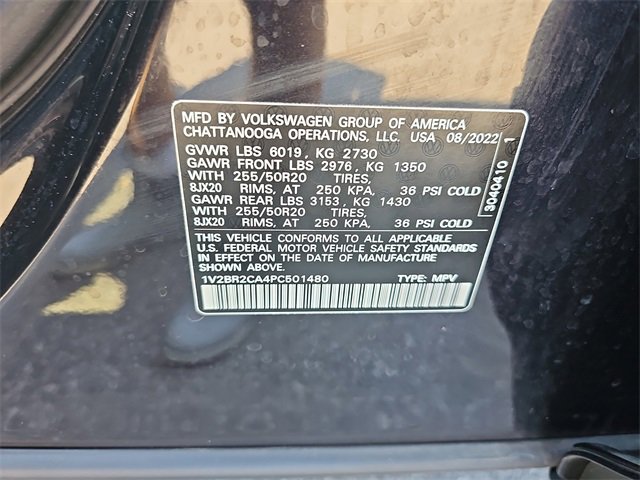 MFD BY VOLKSWAGEN GROUP OF AMERICA
CHATTANOOGA OPERATIONS, LLC. USA 08/2022
GVWR LBS 6019, KG 2730
GAWR FRONT LBS 2976, KG 1350
WITH 255/50R20 TIRES,
8JX20 RIMS, AT 250 KPA, 36 PSI COLD
GAWR REAR LBS 3153, KG 1430
WITH 255/50R20 TIRES,
8JX20 RIMS, AT 250 KPA, 36 PSI COLD
THIS VEHICLE CONFORMS TO ALL APPLICABLE
U.S. FEDERAL MOTOR VEHICLE SAFETY STANDARDS
IN EFFECT ON THE DATE OF MANUFACTURE
SHOWN ABOVE.
1V2BR2CA4PC501480 TYPE: MPV
3040410 1